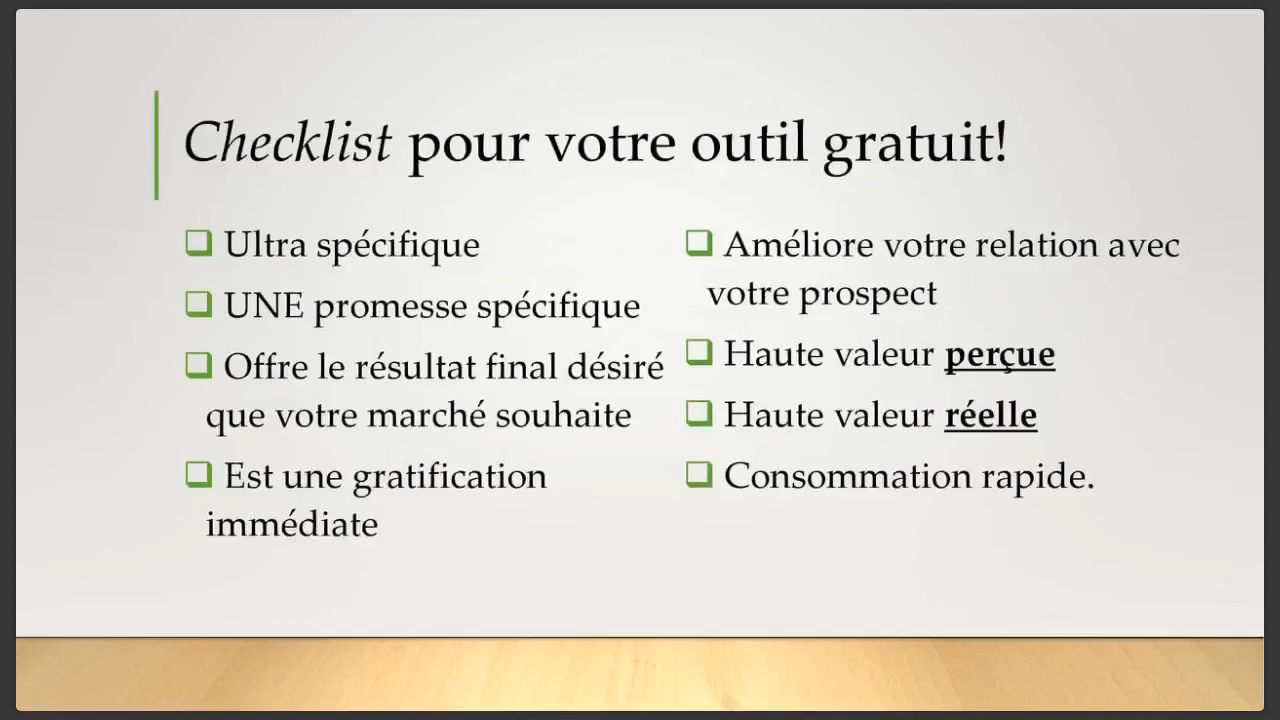 Checklist pour votre outil gratuit!
❑ Ultra spécifique
❑ UNE promesse spécifique
❑ Offre le résultat final désiré
que votre marché souhaite
❑ Est une gratification
immédiate
❑ Améliore votre relation avec
votre prospect
❑ Haute valeur perçue
❑ Haute valeur réelle
❑ Consommation rapide.